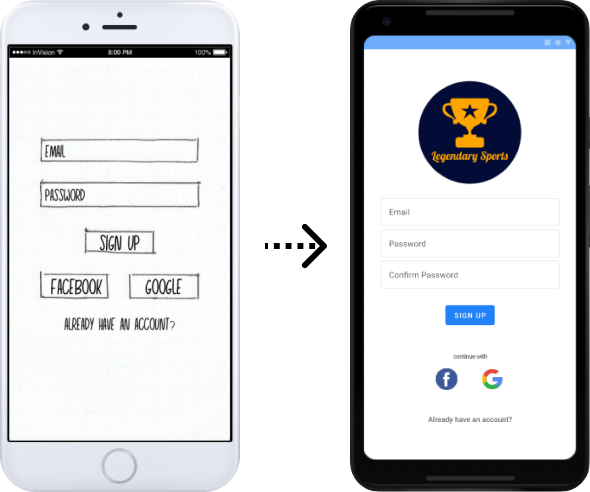 InVision 8:00 PM 100%
EMAIL
PASSWORD
SIGN UP
FACEBOOK GOOGLE
ALREADY HAVE AN ACCOUNT?
Legendary Sports
Email
Password
Confirm Password
SIGN UP
continue with
f G
Already have an account?